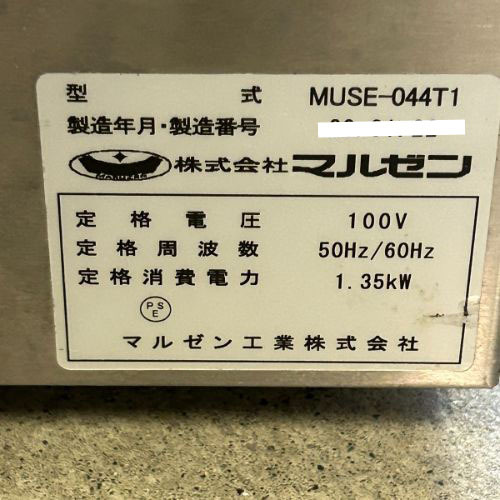 型式 MUSE-044T1
製造年月・製造番号
MARUZEN 株式会社マルゼン
定格電圧 100V
定格周波数 50Hz/60Hz
定格消費電力 1.35kW
PSE
マルゼン工業株式会社